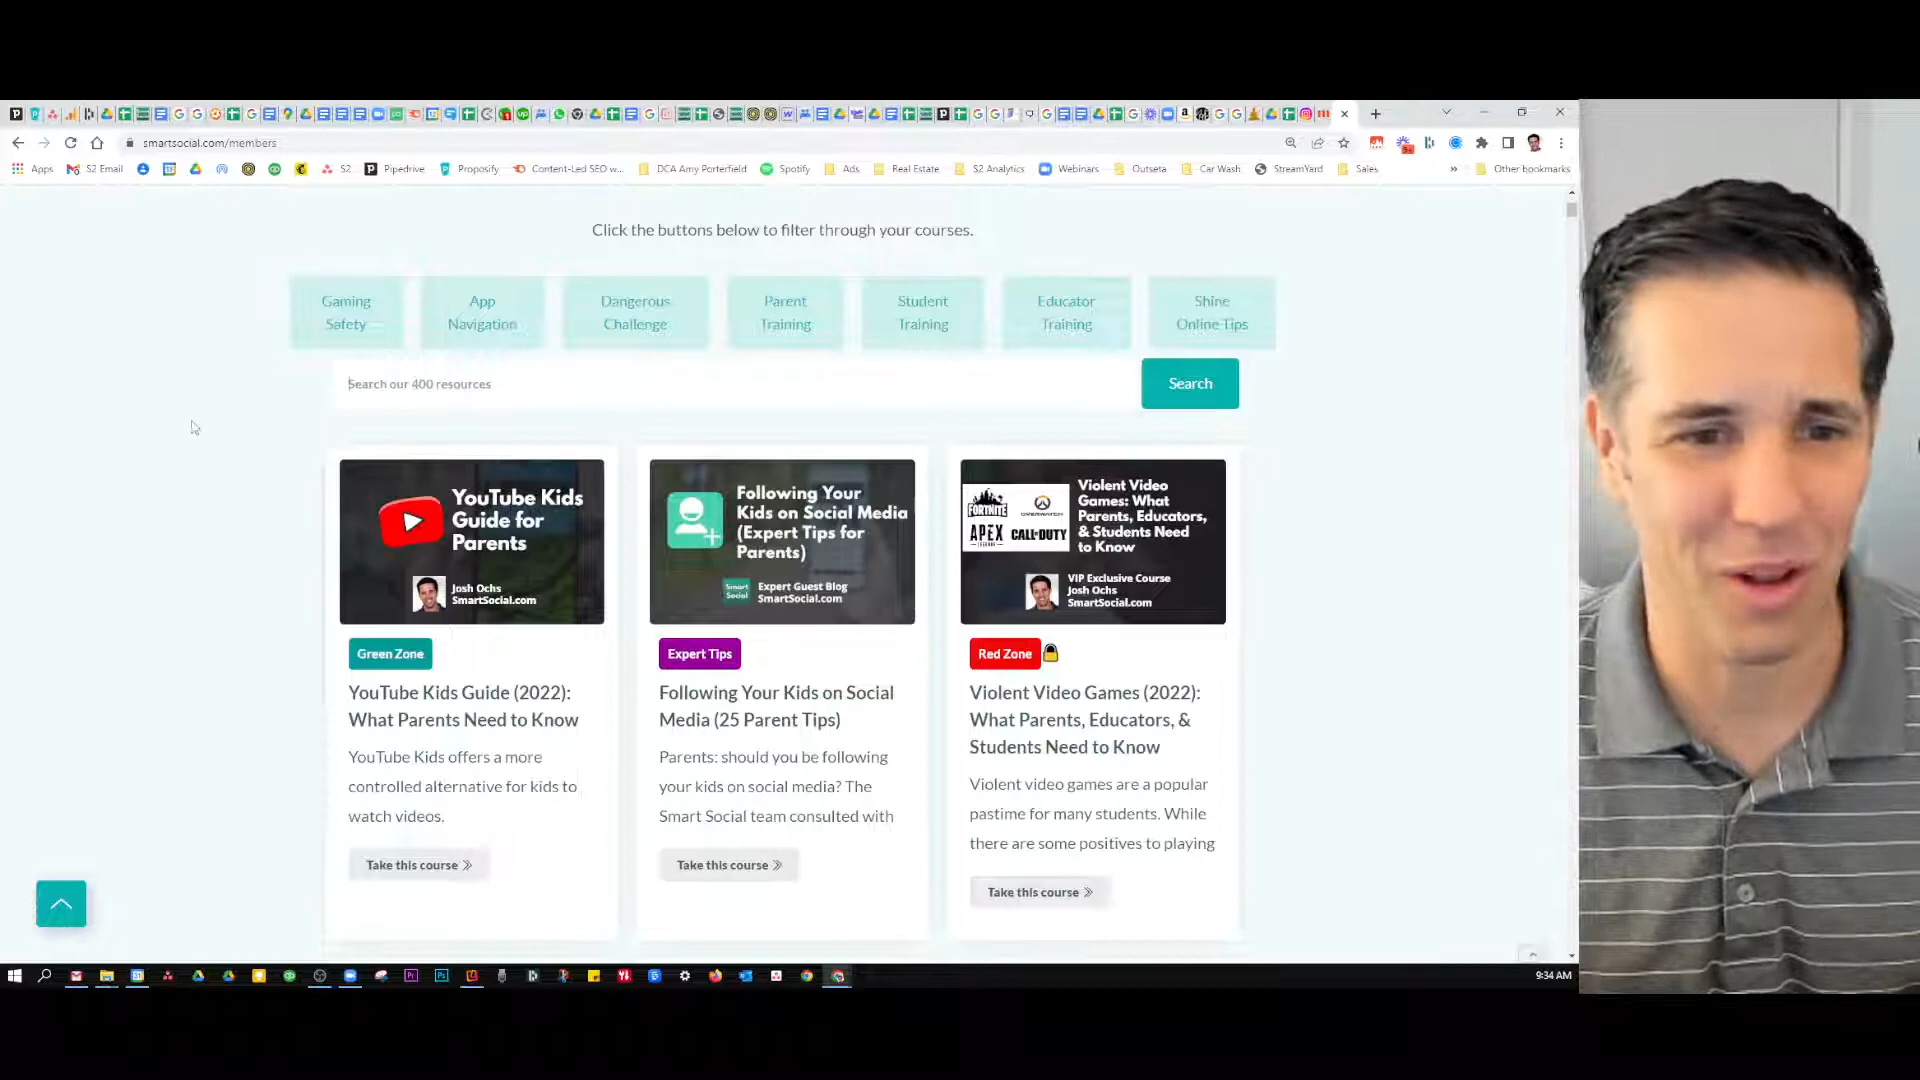 smartsocial.com/members
Apps
S2 Email
S2
Pipedrive
Proposify
Content-Led SEO w...
DCA Amy Porterfield
Spotify
Ads
Real Estate
S2 Analytics
Webinars
Outseta
Car Wash
StreamYard
Sales
»
Other bookmarks
Click the buttons below to filter through your courses.
Gaming
Safety
App
Navigation
Dangerous
Challenge
Parent
Training
Student
Training
Educator
Training
Shine
Online Tips
Search our 400 resources
Search
YouTube Kids
Guide for
Parents
Josh Ochs
SmartSocial.com
Green Zone
YouTube Kids Guide (2022):
What Parents Need to Know
YouTube Kids offers a more
controlled alternative for kids to
watch videos.
Take this course »
Following Your
Kids on Social Media
(Expert Tips for
Parents)
Smart
Social
Expert Guest Blog
SmartSocial.com
Expert Tips
Following Your Kids on Social
Media (25 Parent Tips)
Parents: should you be following
your kids on social media? The
Smart Social team consulted with
Take this course »
FORTNITE
OVERWATCH
APEX
LEGENDS
CALL OF DUTY
Violent Video
Games: What
Parents, Educators,
& Students Need
to Know
VIP Exclusive Course
Josh Ochs
SmartSocial.com
Red Zone
Violent Video Games (2022):
What Parents, Educators, &
Students Need to Know
Violent video games are a popular
pastime for many students. While
there are some positives to playing
Take this course »
9:34 AM